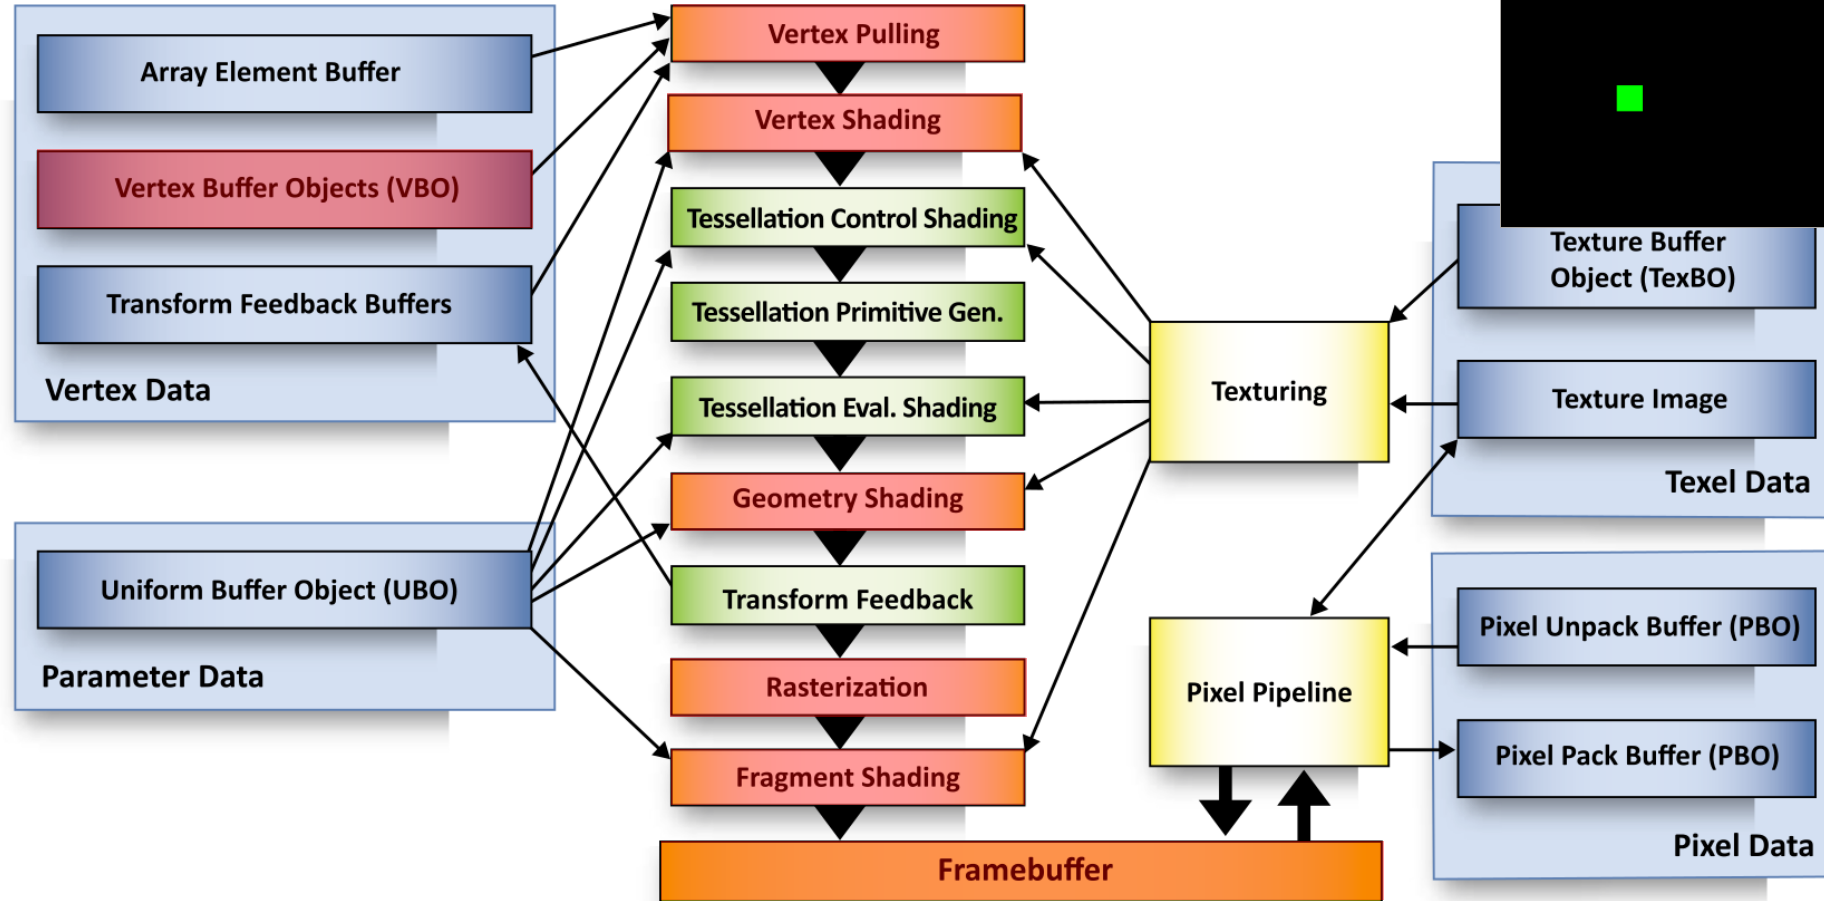 Array Element Buffer
Vertex Buffer Objects (VBO)
Transform Feedback Buffers
Vertex Data
Uniform Buffer Object (UBO)
Parameter Data
Vertex Pulling
Vertex Shading
Tessellation Control Shading
Tessellation Primitive Gen.
Tessellation Eval. Shading
Geometry Shading
Transform Feedback
Rasterization
Fragment Shading
Framebuffer
Texturing
Pixel Pipeline
Texture Buffer
Object (TexBO)
Texture Image
Texel Data
Pixel Unpack Buffer (PBO)
Pixel Pack Buffer (PBO)
Pixel Data